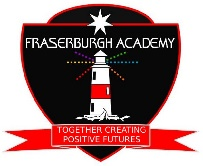 FRASERBURGH ACADEMY
TOGETHER CREATING
POSITIVE FUTURES